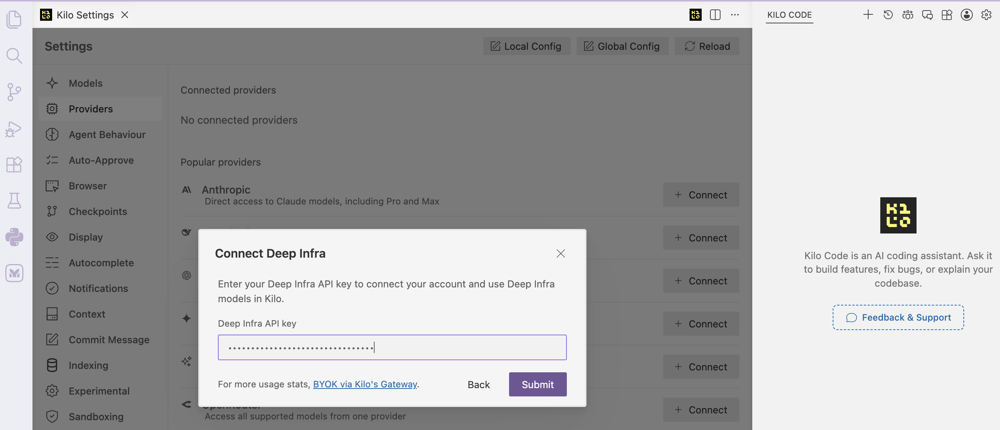 Kilo Settings
KILO CODE
Settings
Local Config
Global Config
Reload
Models
Providers
Agent Behaviour
Auto-Approve
Browser
Checkpoints
Display
Autocomplete
Notifications
Context
Commit Message
Indexing
Experimental
Sandboxing
Connected providers
No connected providers
Popular providers
Anthropic
Direct access to Claude models, including Pro and Max
Connect
Connect
Connect
Connect
Connect
OpenRouter
Access all supported models from one provider
Connect
Connect Deep Infra
Enter your Deep Infra API key to connect your account and use Deep Infra
models in Kilo.
Deep Infra API key
For more usage stats, BYOK via Kilo's Gateway.
Back
Submit
KILO
Kilo Code is an AI coding assistant. Ask it
to build features, fix bugs, or explain your
codebase.
Feedback & Support